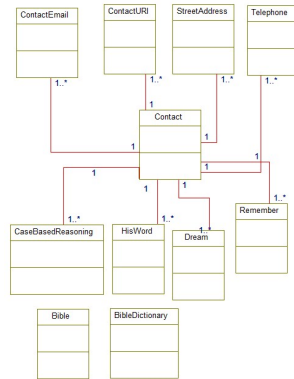 ContactEmail
ContactURI
StreetAddress
Telephone
1..*
1..*
1..*
1..*
1
Contact
1
1
1
1
1
1
1
1..*
1..*
1..*
1..*
CaseBasedReasoning
HisWord
Dream
Remember
Bible
BibleDictionary